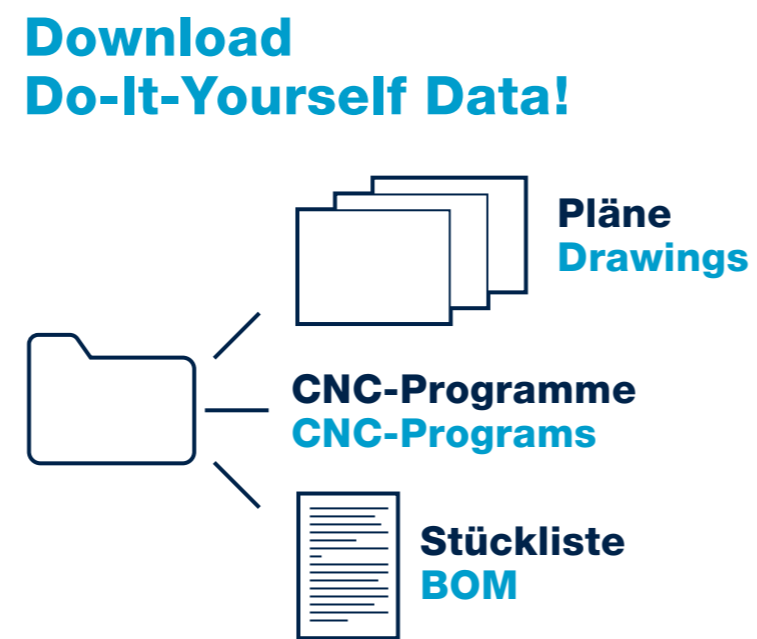 Download
Do-It-Yourself Data!
Pläne
Drawings
CNC-Programme
CNC-Programs
Stückliste
BOM